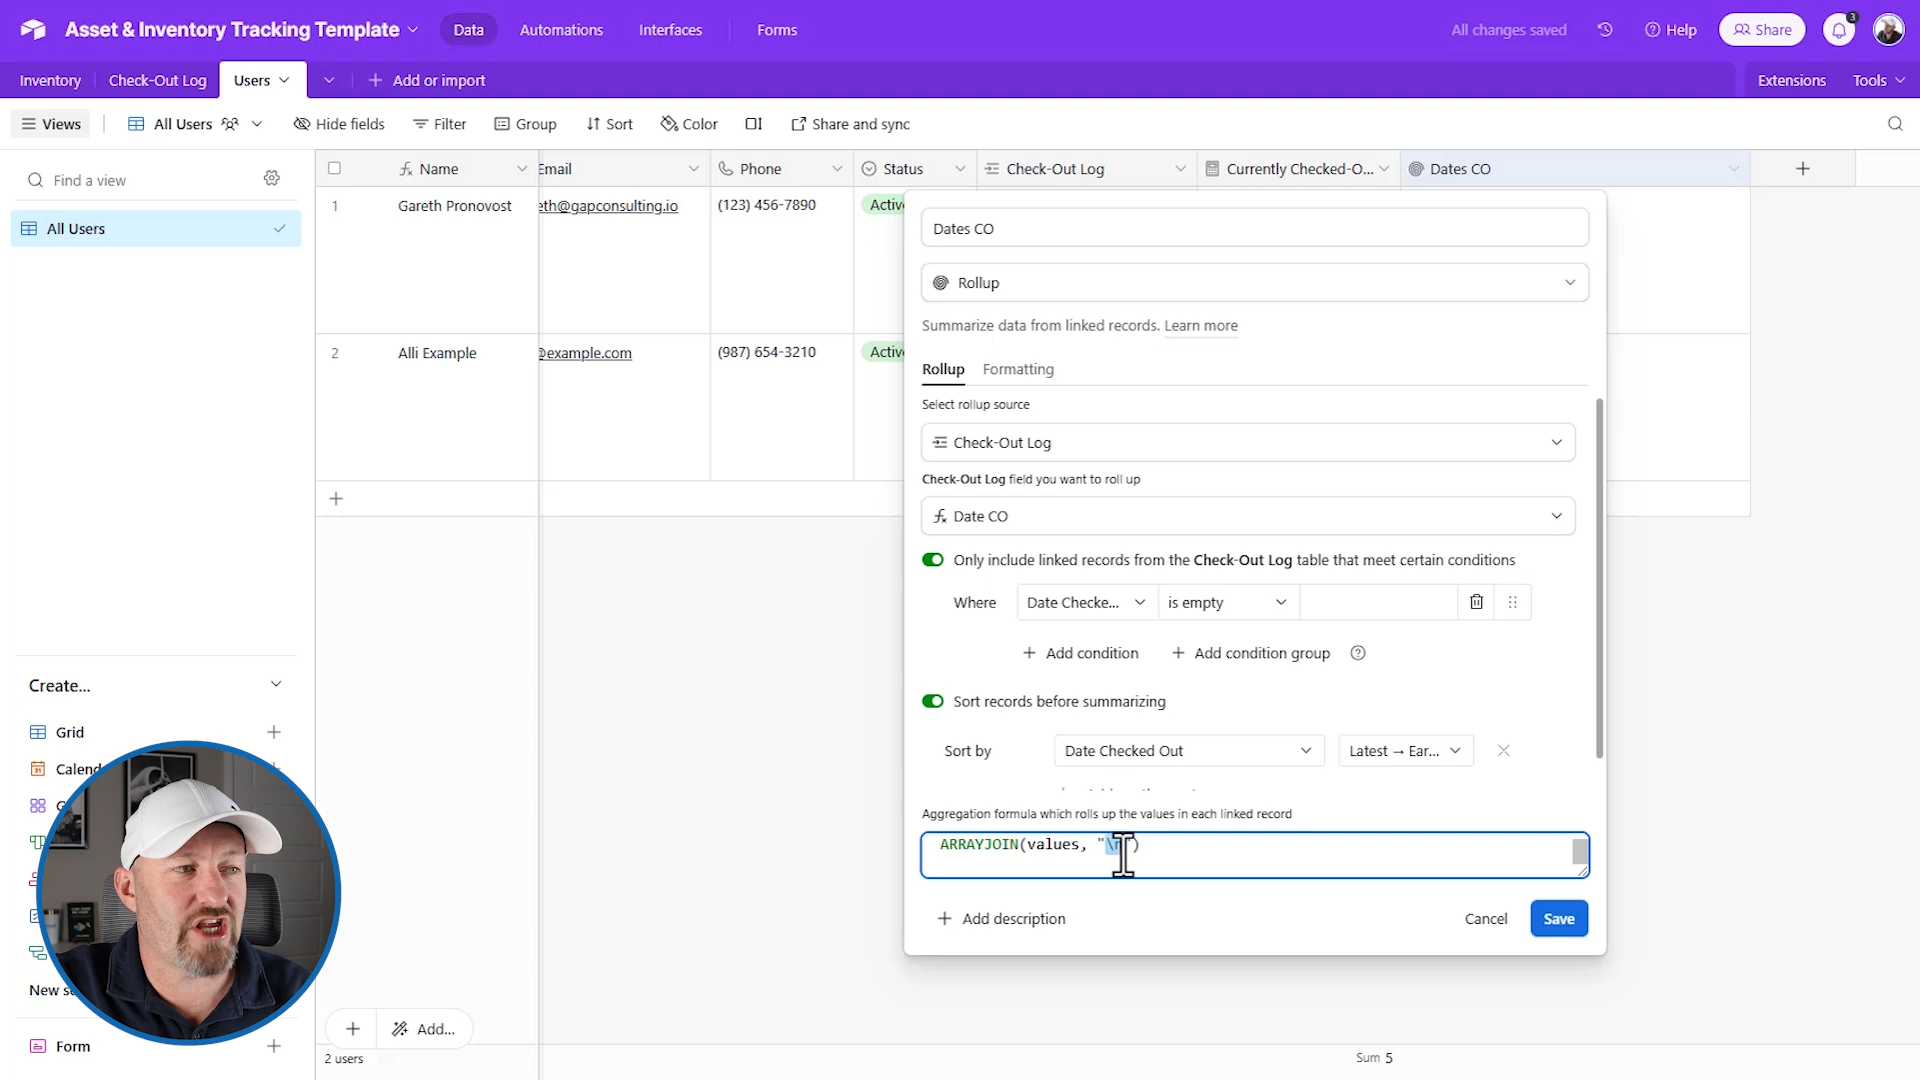 Asset & Inventory Tracking Template
Data
Automations
Interfaces
Forms
All changes saved
Help
Share
3
Inventory
Check-Out Log
Users
Add or import
Extensions
Tools
Views
All Users
Hide fields
Filter
Group
Sort
Color
Share and sync
Find a view
All Users
Name
Email
Phone
Status
Check-Out Log
Currently Checked-O...
Dates CO
1
Gareth Pronovost
eth@gapconsulting.io
(123) 456-7890
2
Alli Example
@example.com
(987) 654-3210
Dates CO
Rollup
Summarize data from linked records. Learn more
Rollup
Formatting
Select rollup source
Check-Out Log
Check-Out Log field you want to roll up
Date CO
Only include linked records from the Check-Out Log table that meet certain conditions
Where
Date Checke...
is empty
Add condition
Add condition group
Sort records before summarizing
Sort by
Date Checked Out
Latest → Ear...
Aggregation formula which rolls up the values in each linked record
ARRAYJOIN(values, "\n")
Add description
Cancel
Save
Create...
Grid
Form
Add...
2 users
Sum 5